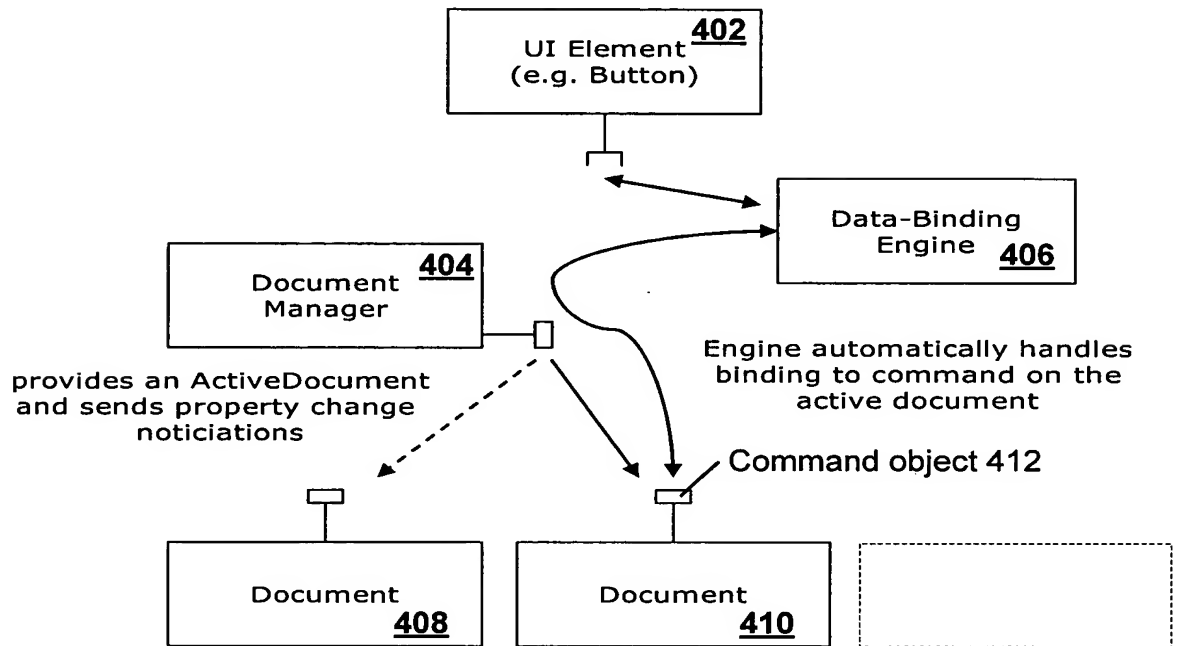 402
UI Element
(e.g. Button)
Data-Binding
Engine
406
404
Document
Manager
provides an ActiveDocument
and sends property change
noticiations
Engine automatically handles
binding to command on the
active document
Command object 412
Document
408
Document
410